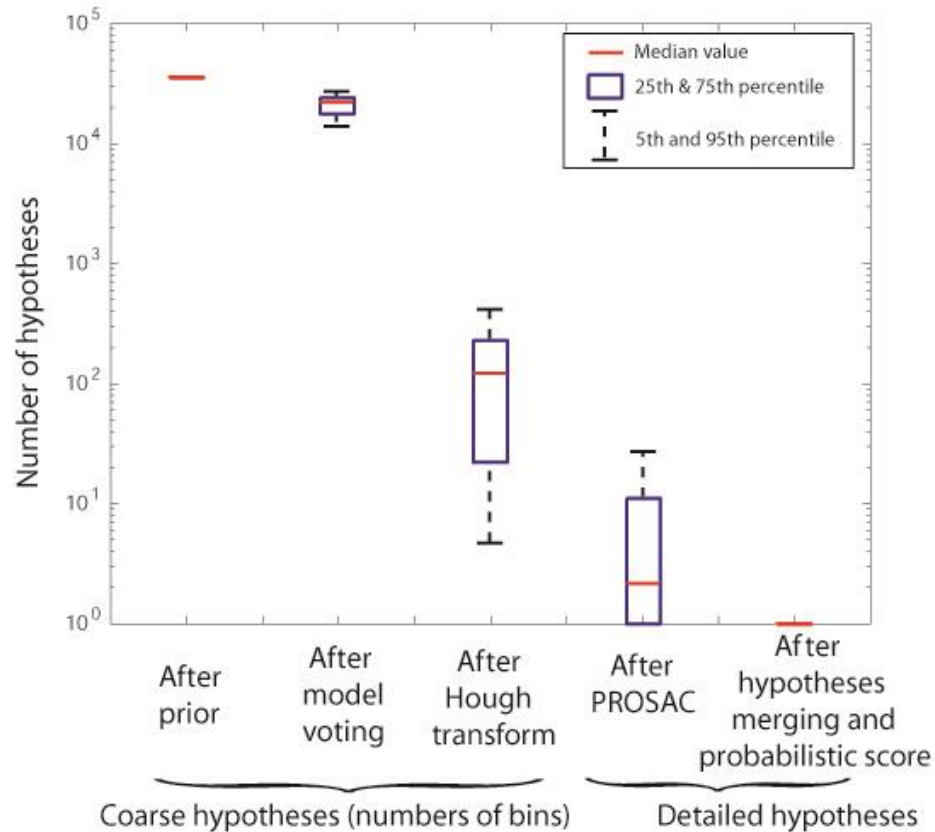 10^5
10^4
10^3
10^2
10^1
10^0
Number of hypotheses
Median value
25th & 75th percentile
5th and 95th percentile
After
prior
After
model
voting
After
Hough
transform
After
PROSAC
After
hypotheses
merging and
probabilistic score
Coarse hypotheses (numbers of bins)
Detailed hypotheses